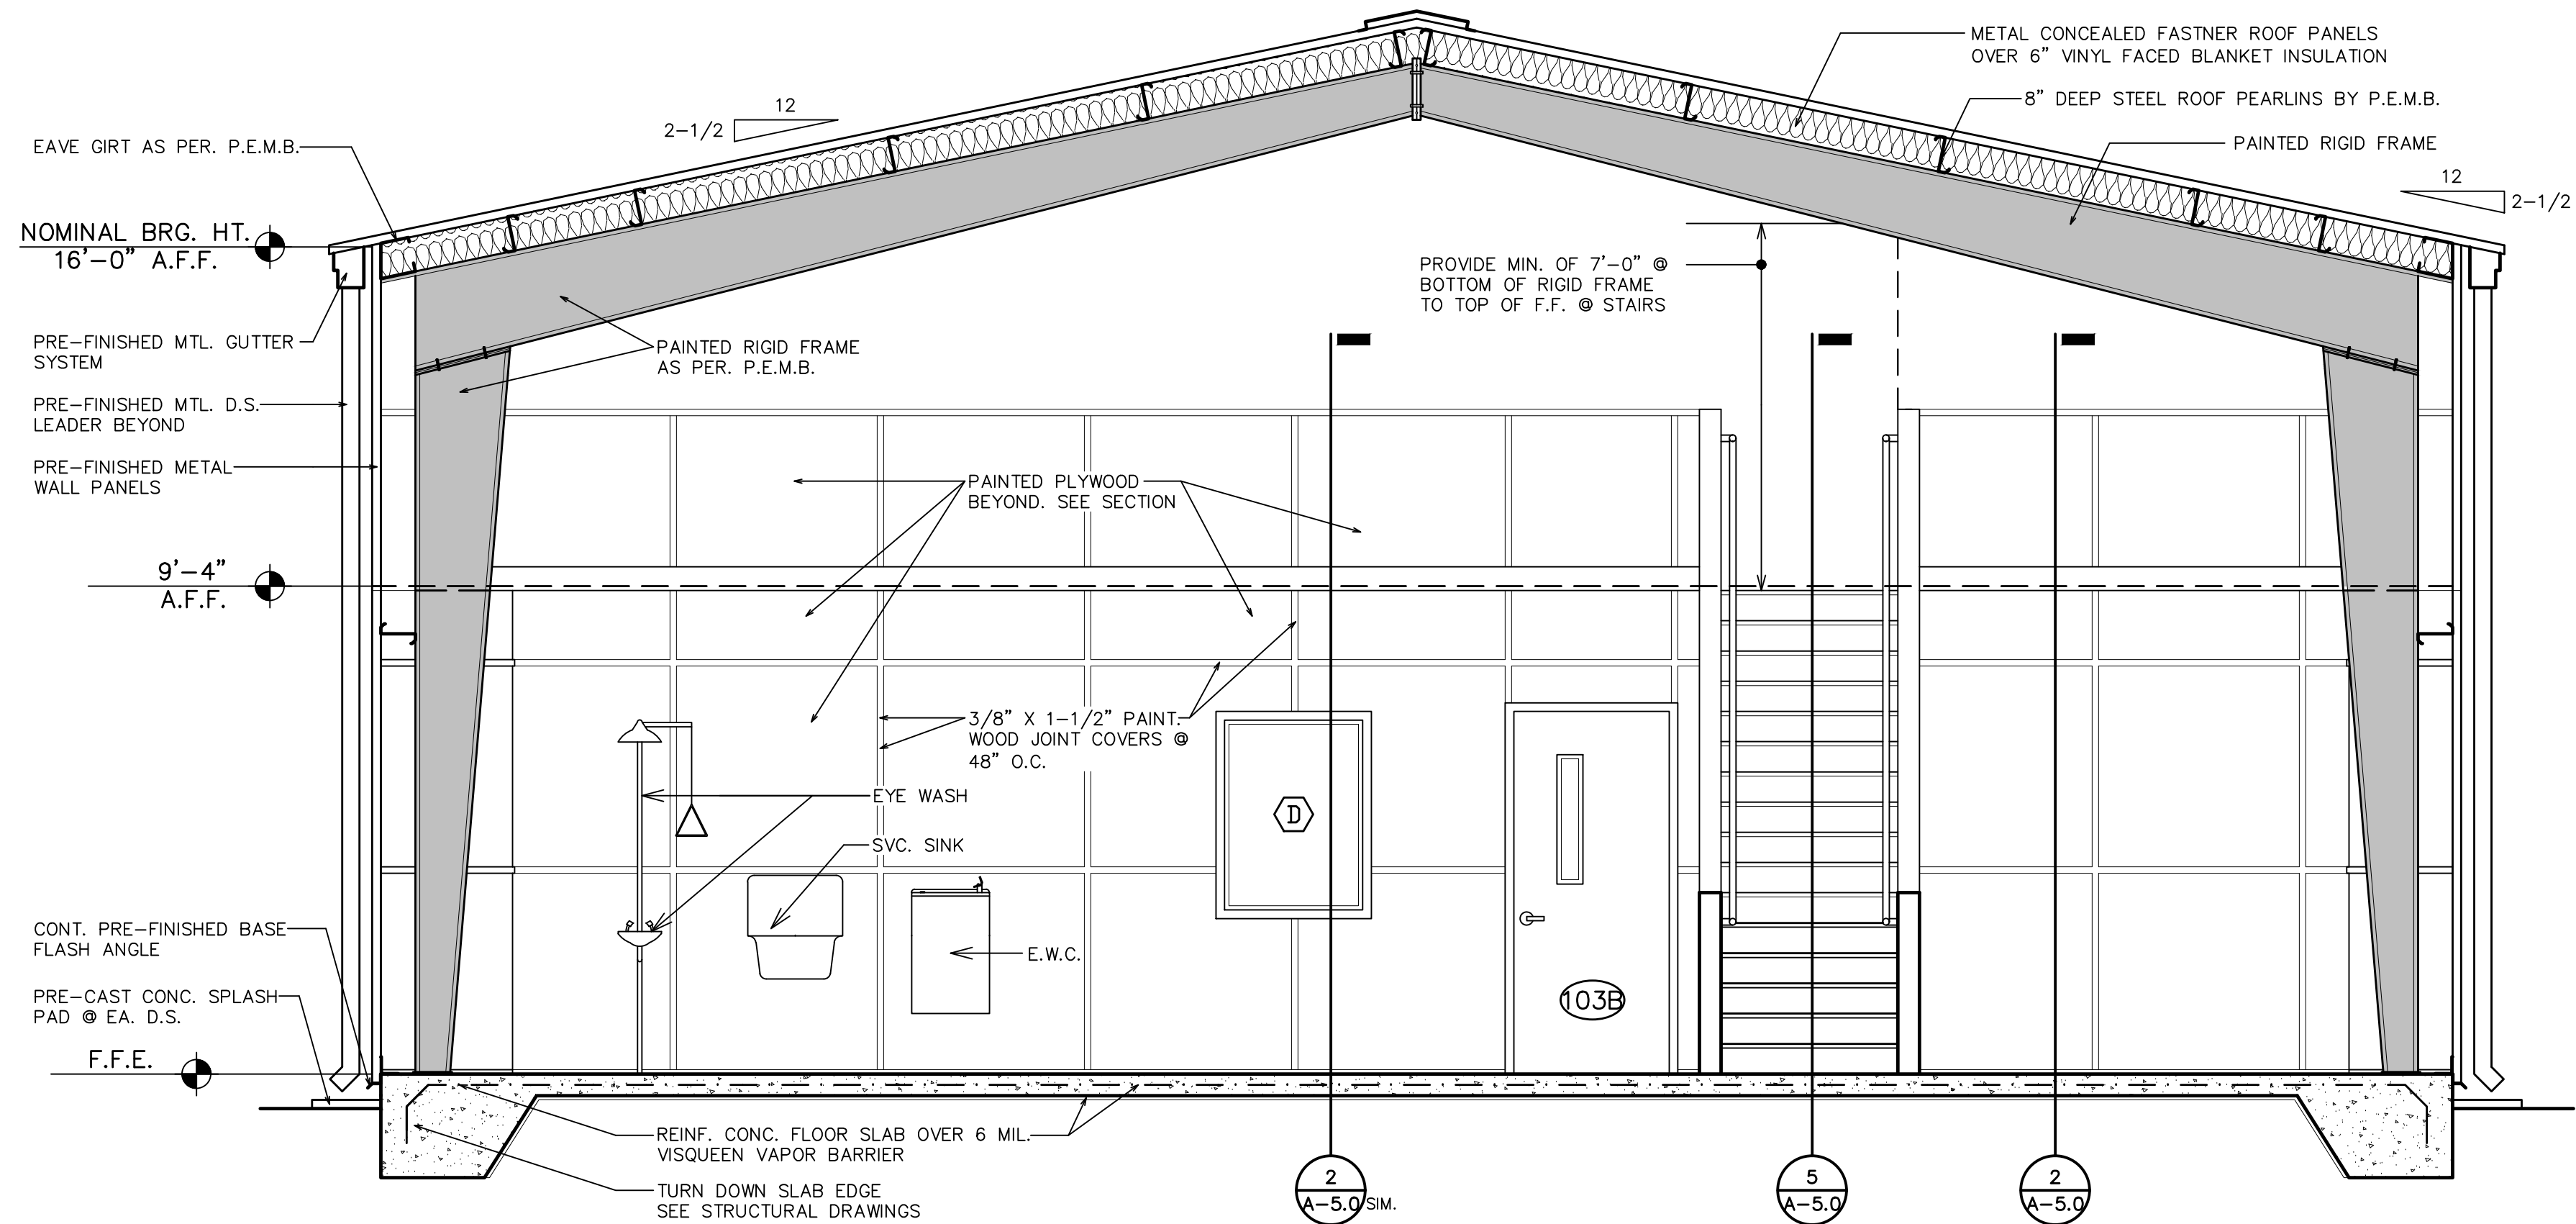 METAL CONCEALED FASTNER ROOF PANELS
OVER 6" VINYL FACED BLANKET INSULATION
8" DEEP STEEL ROOF PEARLINS BY P.E.M.B.
PAINTED RIGID FRAME
12
2-1/2
12
2-1/2
EAVE GIRT AS PER. P.E.M.B.
NOMINAL BRG. HT.
16'-0" A.F.F.
PROVIDE MIN. OF 7'-0" @
BOTTOM OF RIGID FRAME
TO TOP OF F.F. @ STAIRS
PRE-FINISHED MTL. GUTTER
SYSTEM
PAINTED RIGID FRAME
AS PER. P.E.M.B.
PRE-FINISHED MTL. D.S.
LEADER BEYOND
PRE-FINISHED METAL
WALL PANELS
PAINTED PLYWOOD
BEYOND. SEE SECTION
9'-4"
A.F.F.
3/8" X 1-1/2" PAINT.
WOOD JOINT COVERS @
48" O.C.
EYE WASH
D
SVC. SINK
CONT. PRE-FINISHED BASE
FLASH ANGLE
E.W.C.
PRE-CAST CONC. SPLASH
PAD @ EA. D.S.
103B
F.F.E.
REINF. CONC. FLOOR SLAB OVER 6 MIL.
VISQUEEN VAPOR BARRIER
TURN DOWN SLAB EDGE
SEE STRUCTURAL DRAWINGS
2
A-5.0 SIM.
5
A-5.0
2
A-5.0